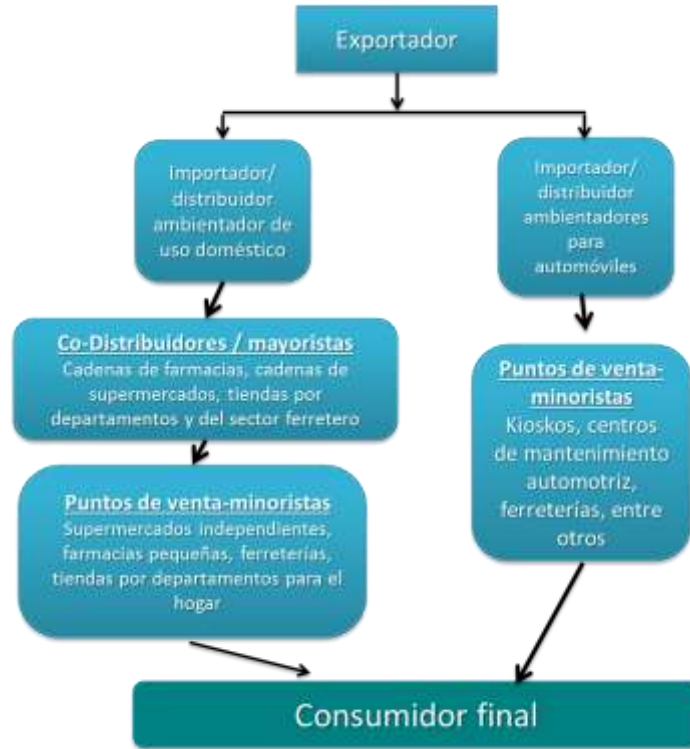 Exportador
Importador/
distribuidor
ambientador de
uso doméstico
Importador/
distribuidor
ambientadores
para
automóviles
Co-Distribuidores / mayoristas
Cadenas de farmacias, cadenas de
supermercados, tiendas por
departamentos y del sector ferretero
Puntos de venta-
minoristas
Kioskos, centros
de mantenimiento
automotriz,
ferreterías, entre
otros
Puntos de venta-minoristas
Supermercados independientes,
farmacias pequeñas, ferreterías,
tiendas por departamentos para el
hogar
Consumidor final